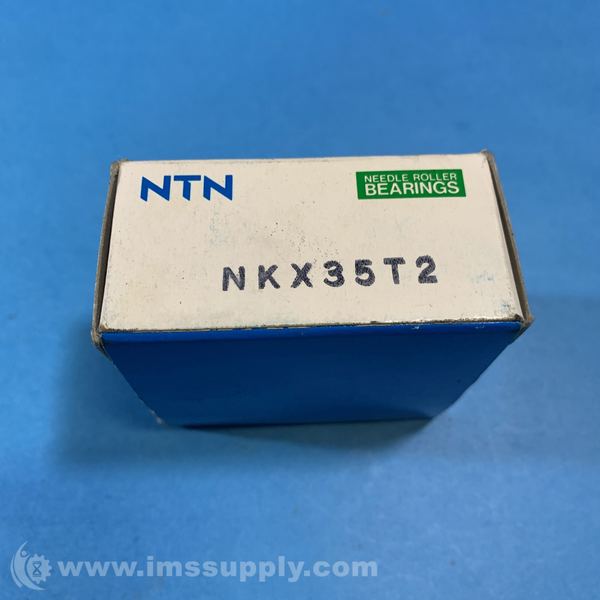 NTN
NEEDLE ROLLER
BEARINGS
NKX35T2
www.imssupply.com